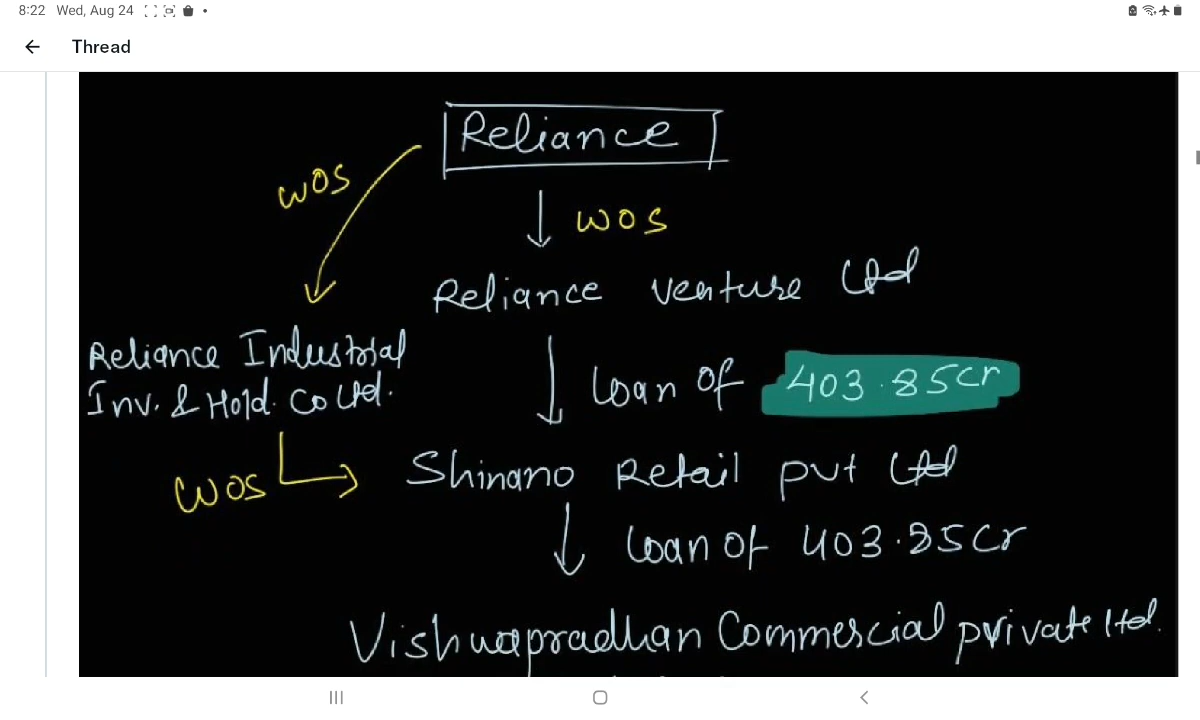 8:22 Wed, Aug 24
Thread
Reliance
WOS
WOS
Reliance Venture Ltd
Reliance Industrial
Inv. & Hold. Co Ltd.
loan of 403.85cr
WOS
Shinano Retail pvt Ltd
loan of 403.85cr
Vishwapradhan Commercial private ltd.